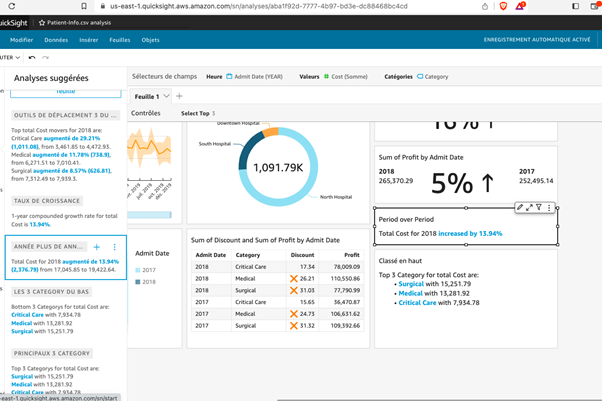 us-east-1.quicksight.aws.amazon.com/sn/analyses/aba1f92d-7777-4b97-bd3e-dc88468bc4cd
uickSight
Patient-Info.csv analysis
Modifier Données Insérer Feuilles Objets
ENREGISTREMENT AUTOMATIQUE ACTIVÉ
UTER
Analyses suggérées
feuille
OUTILS DE DÉPLACEMENT 3 DU ...
Top total Cost movers for 2018 are:
Critical Care augmenté de 29.21%
(1,011.08), from 3,461.85 to 4,472.93.
Medical augmenté de 11.78% (738.9),
from 6,271.51 to 7,010.41.
Surgical augmenté de 8.57% (626.81),
from 7,312.49 to 7,939.3.
TAUX DE CROISSANCE
1-year compounded growth rate for total
Cost is 13.94%.
ANNÉE PLUS DE ANN...
Total Cost for 2018 augmenté de 13.94%
(2,376.79) from 17,045.85 to 19,422.64.
LES 3 CATEGORY DU BAS
Bottom 3 Categorys for total Cost are:
Critical Care with 7,934.78
Medical with 13,281.92
Surgical with 15,251.79
PRINCIPAUX 3 CATEGORY
Top 3 Categorys for total Cost are:
Surgical with 15,251.79
Medical with 13,281.92
Critical Care with 7,934.78
east-1.quicksight.aws.amazon.com/sn/start
Sélecteurs de champs Heure Admit Date (YEAR) Valeurs Cost (Somme) Catégories Category
Feuille 1
Contrôles Select Top 3
Downtown Hospital
South Hospital
1,091.79K
North Hospital
16%
Sum of Profit by Admit Date
2018 2017
265,370.29 5% 252,495.14
Period over Period
Total Cost for 2018 increased by 13.94%
Classé en haut
Top 3 Category for total Cost are:
Surgical with 15,251.79
Medical with 13,281.92
Critical Care with 7,934.78
Admit Date
2017
2018
Sum of Discount and Sum of Profit by Admit Date
Admit Date Category Discount Profit
2018 Critical Care 17.34 78,009.09
2018 Medical 26.21 110,550.86
2018 Surgical 31.03 77,790.99
2017 Critical Care 15.65 36,470.87
2017 Medical 24.73 106,631.62
2017 Surgical 31.32 109,392.66